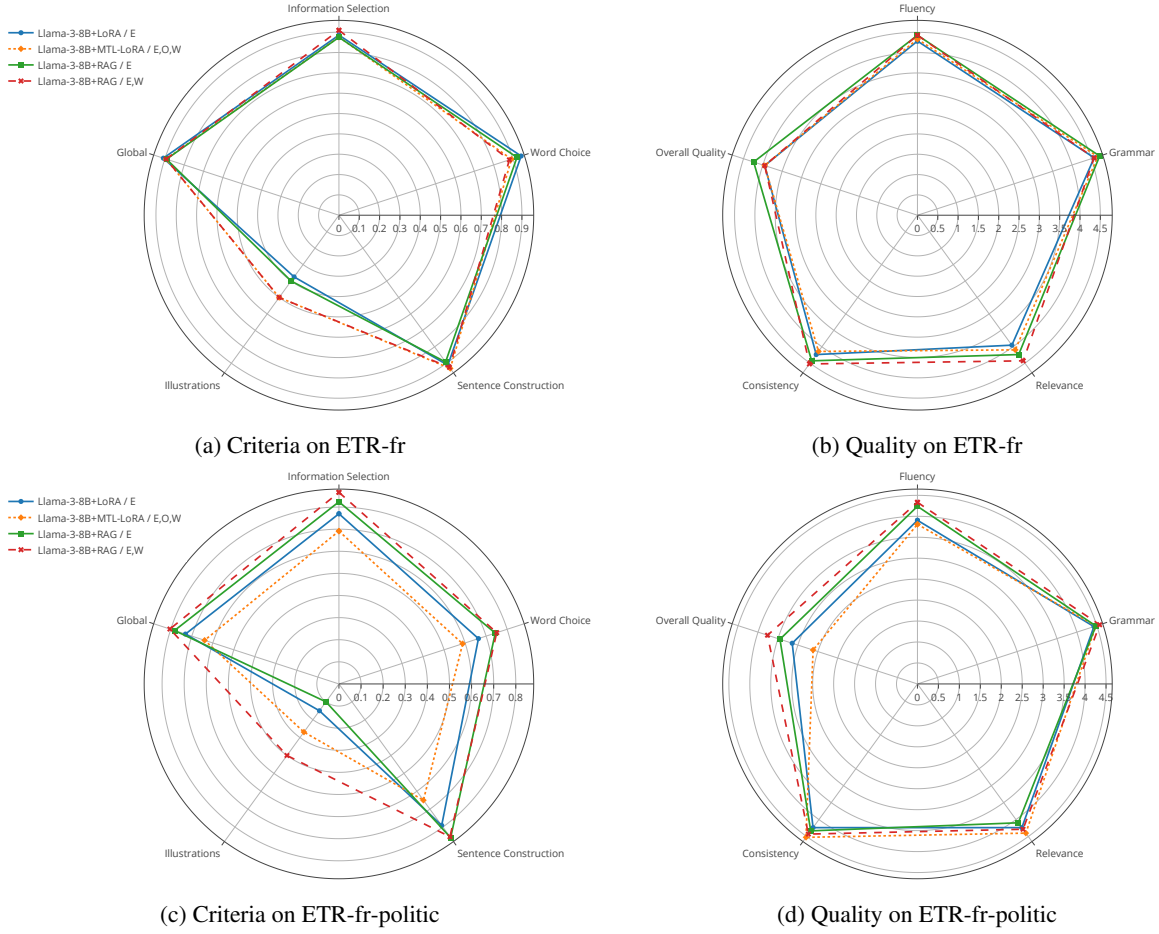 Llama-3-8B+LoRA / E
Llama-3-8B+MTL-LoRA / E,O,W
Llama-3-8B+RAG / E
Llama-3-8B+RAG / E,W
Information Selection
Word Choice
Global
0 0.1 0.2 0.3 0.4 0.5 0.6 0.7 0.8 0.9
Illustrations
Sentence Construction
(a) Criteria on ETR-fr
Fluency
Grammar
Overall Quality
0 0.5 1 1.5 2 2.5 3 3.5 4 4.5
Consistency
Relevance
(b) Quality on ETR-fr
Llama-3-8B+LoRA / E
Llama-3-8B+MTL-LoRA / E,O,W
Llama-3-8B+RAG / E
Llama-3-8B+RAG / E,W
Information Selection
Word Choice
Global
0 0.1 0.2 0.3 0.4 0.5 0.6 0.7 0.8
Illustrations
Sentence Construction
(c) Criteria on ETR-fr-politic
Fluency
Grammar
Overall Quality
0 0.5 1 1.5 2 2.5 3 3.5 4 4.5
Consistency
Relevance
(d) Quality on ETR-fr-politic